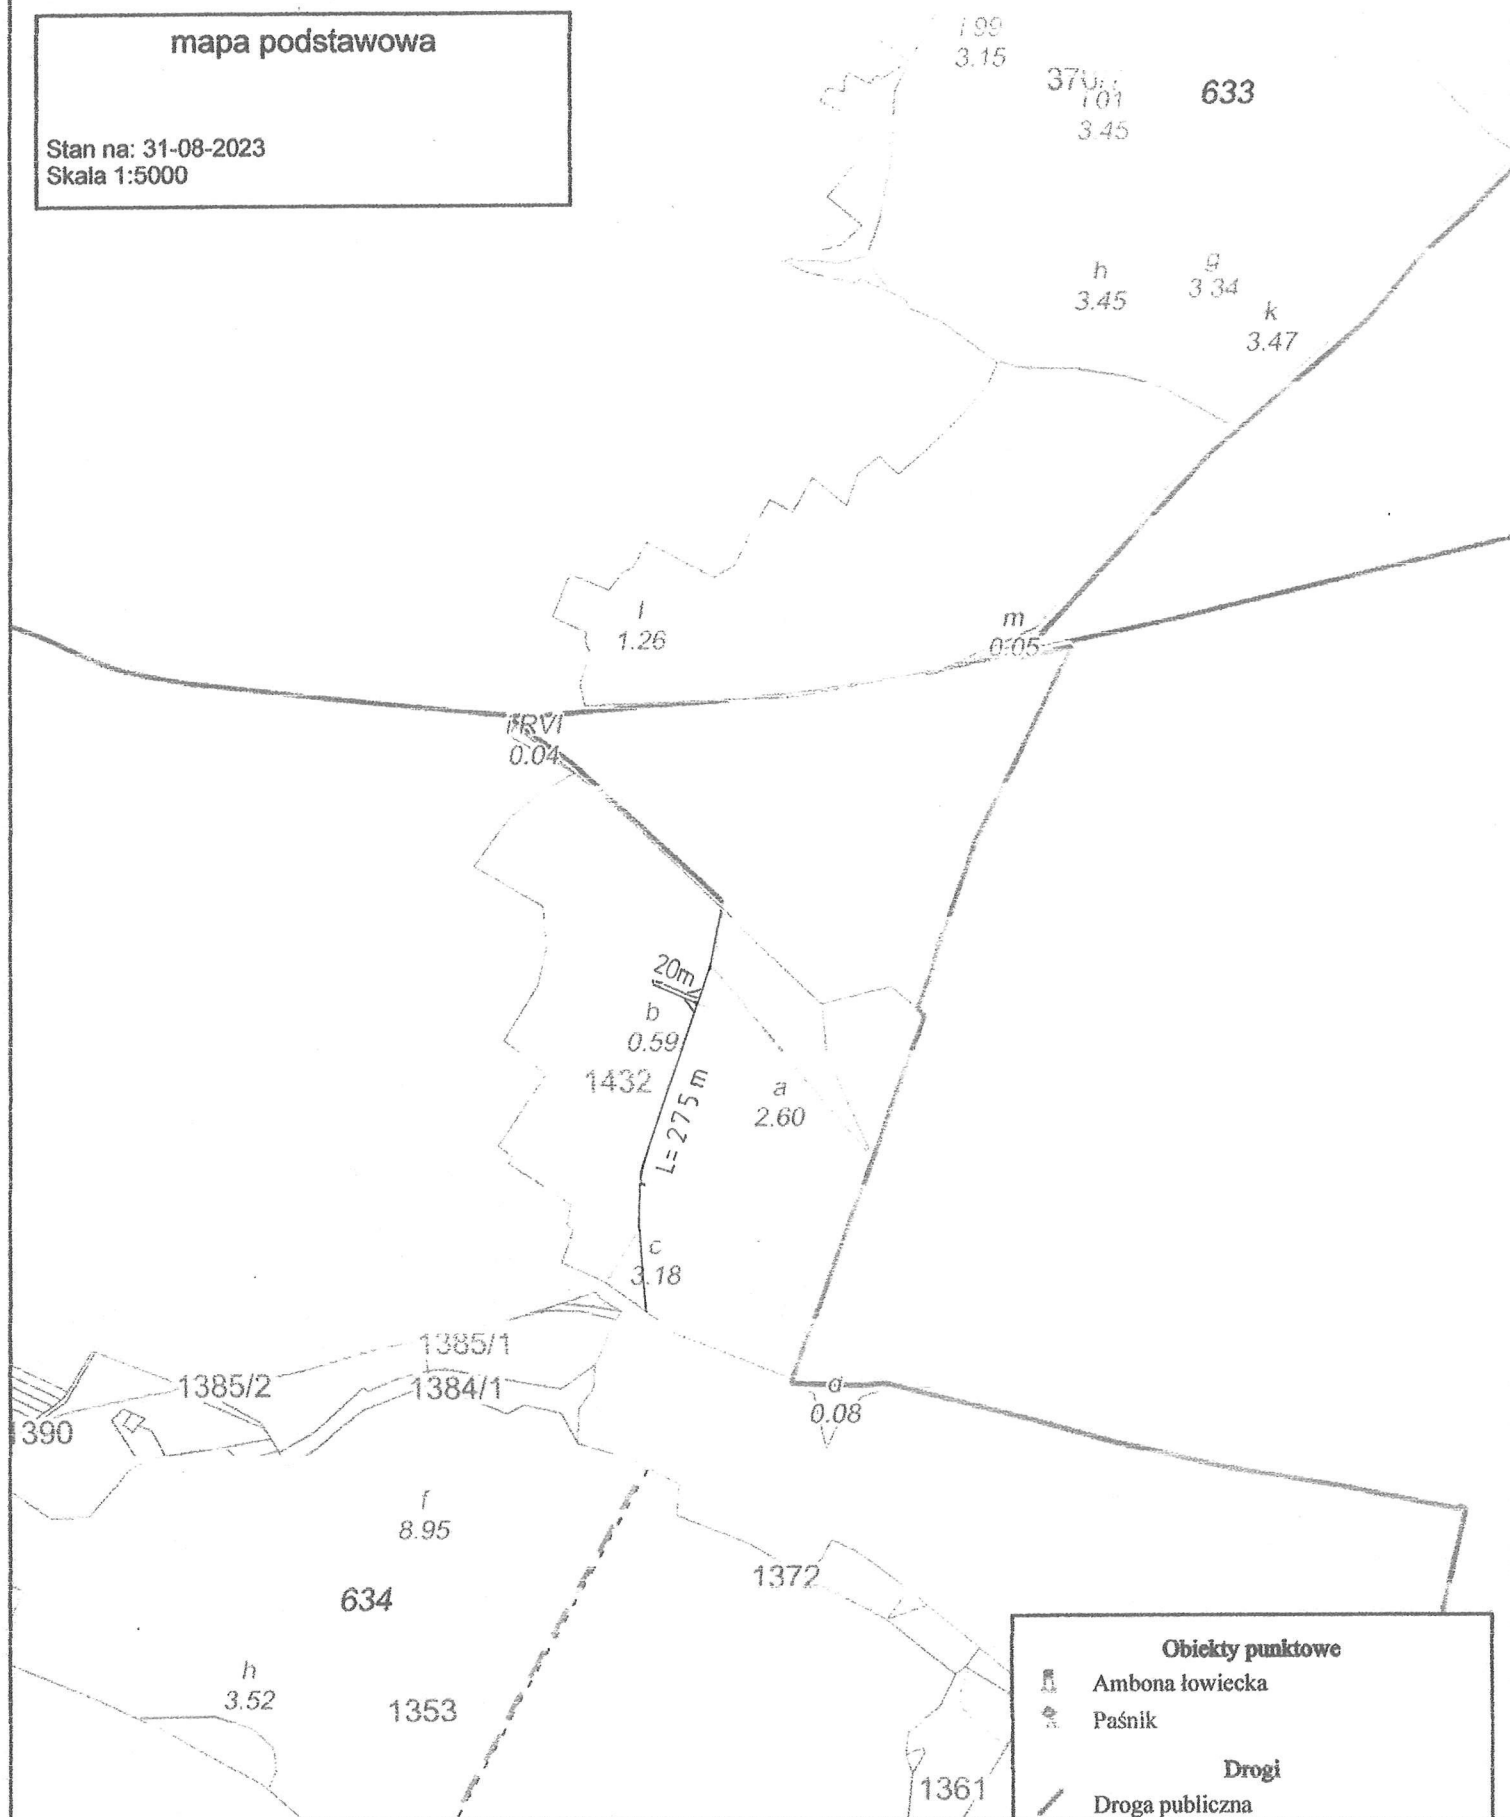 mapa podstawowa
Stan na: 31-08-2023
Skala 1:5000
3.15
633
3.45
h
3.45
g
3.34
k
3.47
l
1.26
m
0.05
0.04
20m
b
0.59
1432
L=275m
a
2.60
c
3.18
1385/1
1385/2
1384/1
1390
d
0.08
f
8.95
634
1372
h
3.52
1353
1361
Obiekty punktowe
Ambona łowiecka
Paśnik
Drogi
Droga publiczna